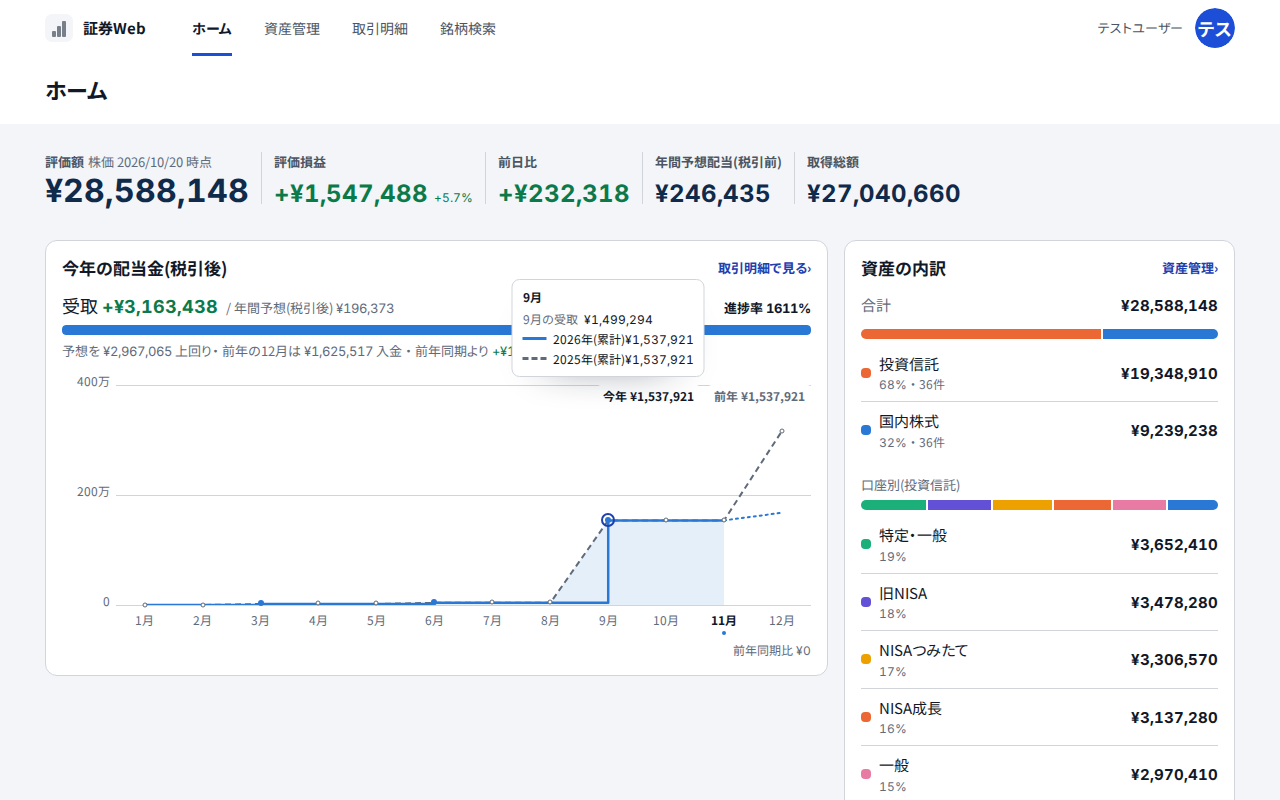 証券Web
ホーム
資産管理
取引明細
銘柄検索
テストユーザー
テス
ホーム
評価額 株価 2026/10/20 時点
¥28,588,148
評価損益
+¥1,547,488 +5.7%
前日比
+¥232,318
年間予想配当(税引前)
¥246,435
取得総額
¥27,040,660
今年の配当金(税引後)
取引明細で見る›
受取 +¥3,163,438 / 年間予想(税引後) ¥196,373
進捗率 1611%
予想を ¥2,967,065 上回り・前年の12月は ¥1,625,517 入金・前年同期より +¥1
9月
9月の受取 ¥1,499,294
2026年(累計)¥1,537,921
2025年(累計)¥1,537,921
今年 ¥1,537,921
前年 ¥1,537,921
400万
200万
0
1月
2月
3月
4月
5月
6月
7月
8月
9月
10月
11月
12月
前年同期比 ¥0
資産の内訳
資産管理›
合計
¥28,588,148
投資信託
¥19,348,910
68%・36件
国内株式
¥9,239,238
32%・36件
口座別(投資信託)
特定・一般
¥3,652,410
19%
旧NISA
¥3,478,280
18%
NISAつみたて
¥3,306,570
17%
NISA成長
¥3,137,280
16%
一般
¥2,970,410
15%